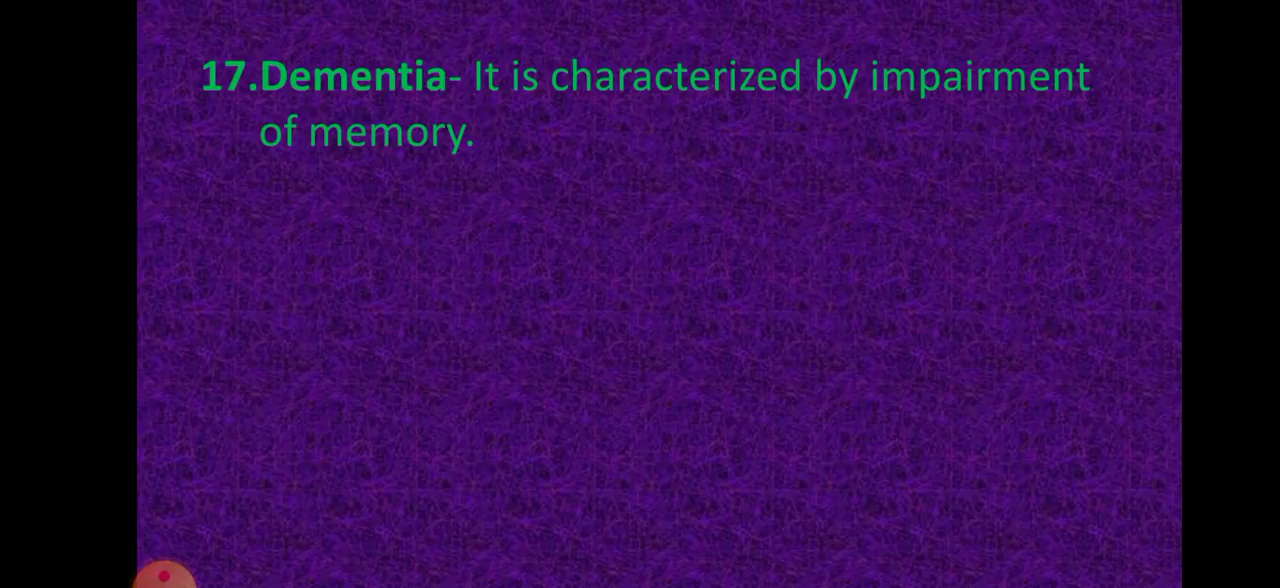 17.Dementia- It is characterized by impairment
of memory.